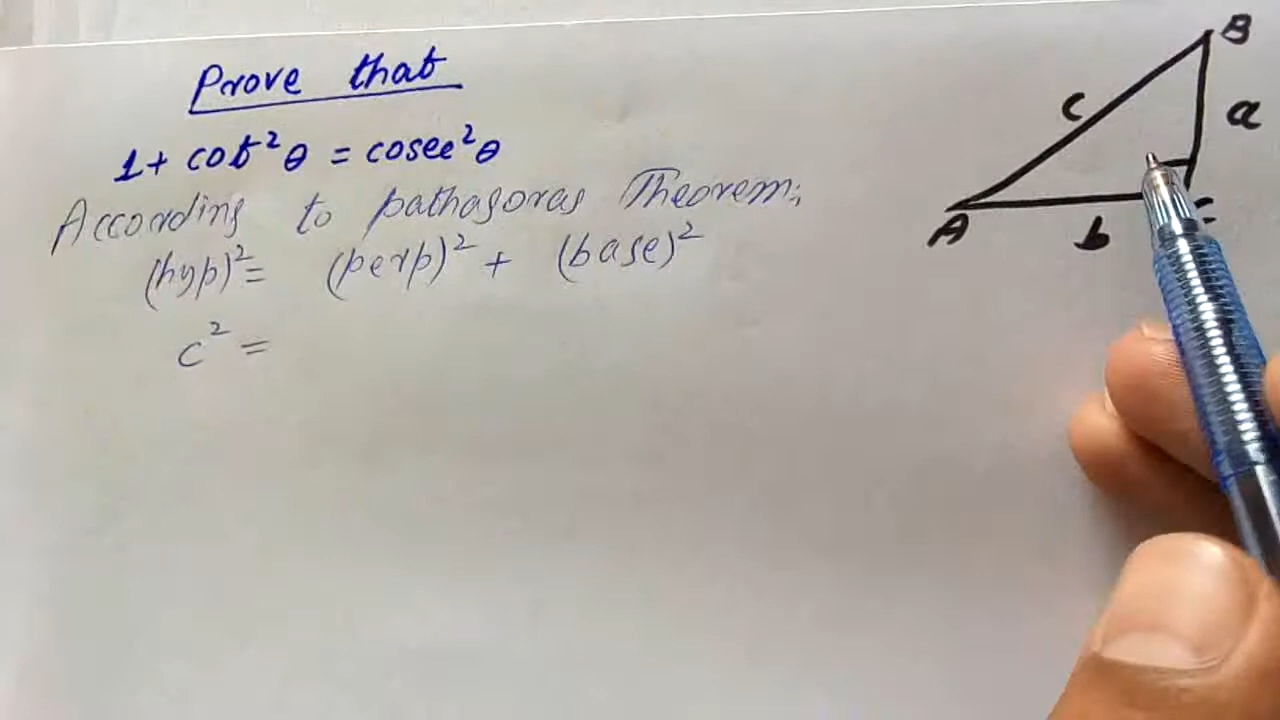 Prove that
1 + cot²θ = cosec²θ
According to pathagoras Theorem;
(hyp)² = (perp)² + (base)²
c² =
B
c
a
A
b